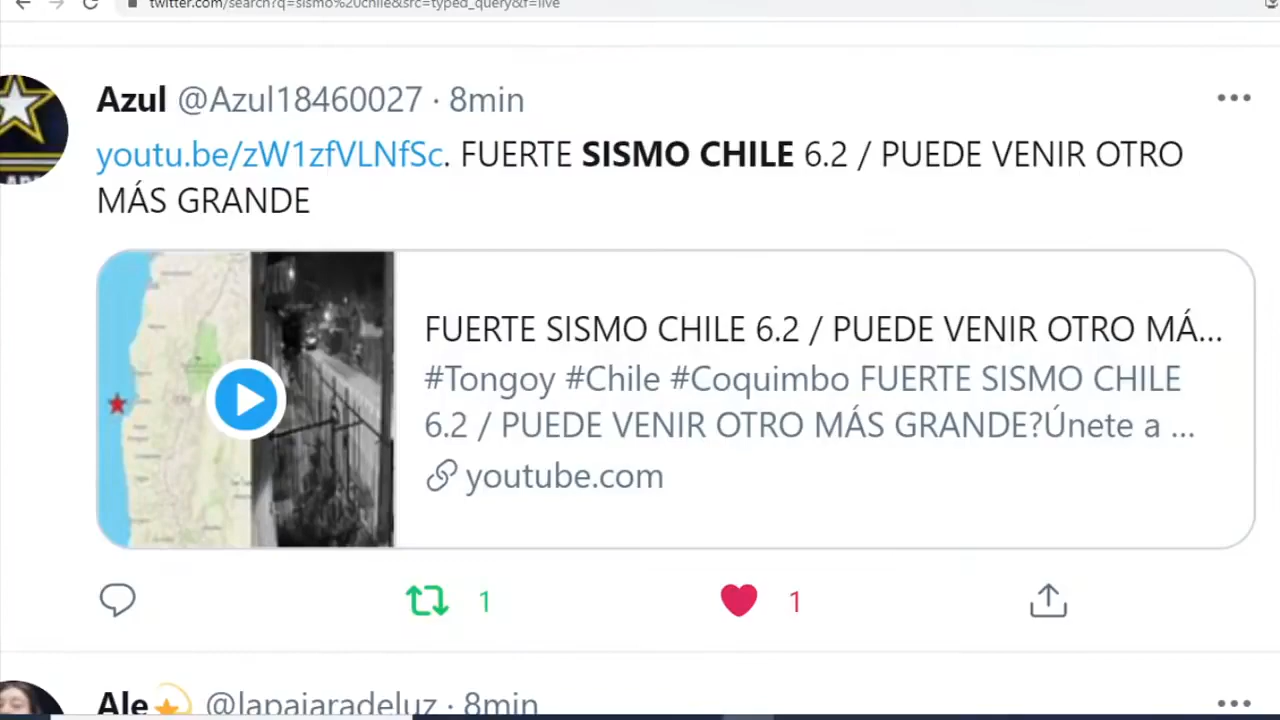 twitter.com/search?q=sismo%20chile&src=typed_query&f=live
Azul @Azul18460027 · 8min
youtu.be/zW1zfVLNfSc. FUERTE SISMO CHILE 6.2 / PUEDE VENIR OTRO
MÁS GRANDE
FUERTE SISMO CHILE 6.2 / PUEDE VENIR OTRO MÁ...
#Tongoy #Chile #Coquimbo FUERTE SISMO CHILE
6.2 / PUEDE VENIR OTRO MÁS GRANDE?Únete a ...
youtube.com
1
1
Ale @lapajaradeluz · 8min